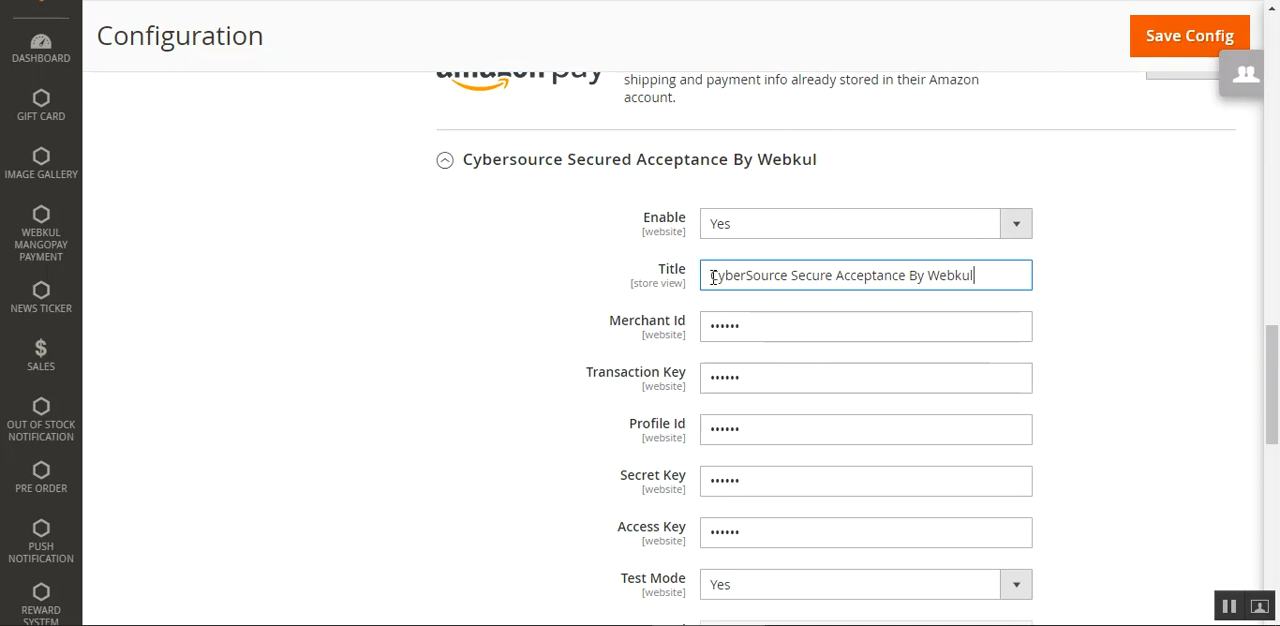 Configuration
Save Config
DASHBOARD
GIFT CARD
IMAGE GALLERY
WEBKUL
MANGOPAY
PAYMENT
NEWS TICKER
$
SALES
OUT OF STOCK
NOTIFICATION
PRE ORDER
PUSH
NOTIFICATION
REWARD
SYSTEM
amazon pay
shipping and payment info already stored in their Amazon
account.
Cybersource Secured Acceptance By Webkul
Enable
[website]
Yes
Title
[store view]
CyberSource Secure Acceptance By Webkul
Merchant Id
[website]
••••••
Transaction Key
[website]
••••••
Profile Id
[website]
••••••
Secret Key
[website]
••••••
Access Key
[website]
••••••
Test Mode
[website]
Yes